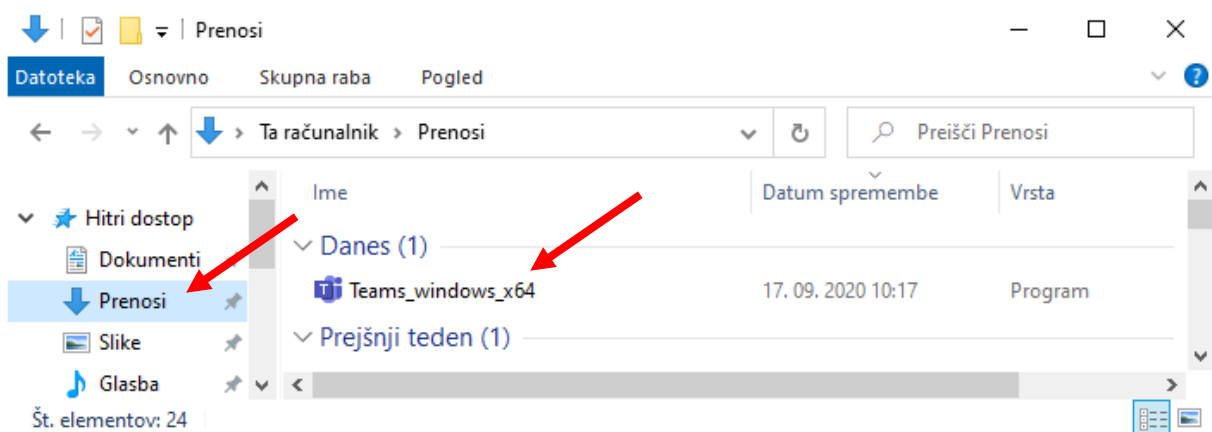 Prenosi
Datoteka Osnovno Skupna raba Pogled
Ta računalnik › Prenosi Preišči Prenosi
Ime Datum spremembe Vrsta
Hitri dostop
Dokumenti
Prenosi
Slike
Glasba
Danes (1)
Teams_windows_x64 17. 09. 2020 10:17 Program
Prejšnji teden (1)
Št. elementov: 24